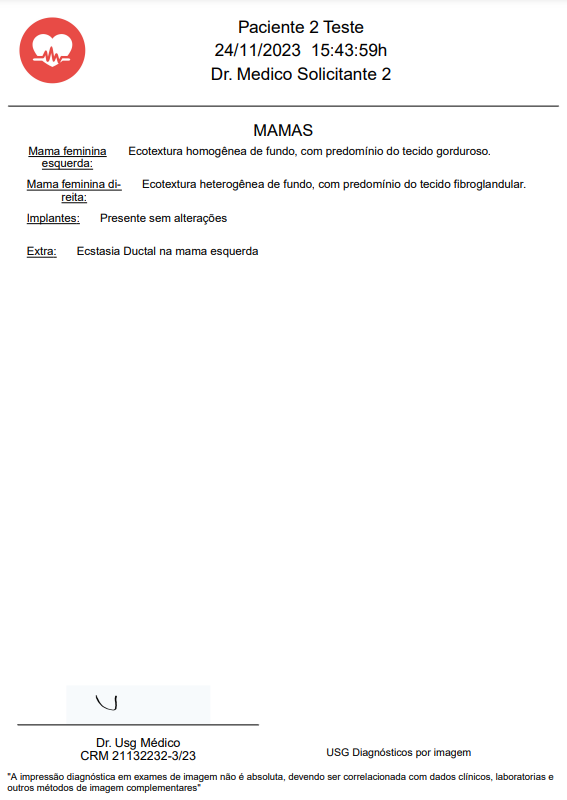 Paciente 2 Teste
24/11/2023 15:43:59h
Dr. Medico Solicitante 2
MAMAS
Mama feminina esquerda: Ecotextura homogênea de fundo, com predomínio do tecido gorduroso.
Mama feminina di-reita: Ecotextura heterogênea de fundo, com predomínio do tecido fibroglandular.
Implantes: Presente sem alterações
Extra: Ecstasia Ductal na mama esquerda
Dr. Usg Médico
CRM 21132232-3/23
USG Diagnósticos por imagem
"A impressão diagnóstica em exames de imagem não é absoluta, devendo ser correlacionada com dados clínicos, laboratorias e
outros métodos de imagem complementares"